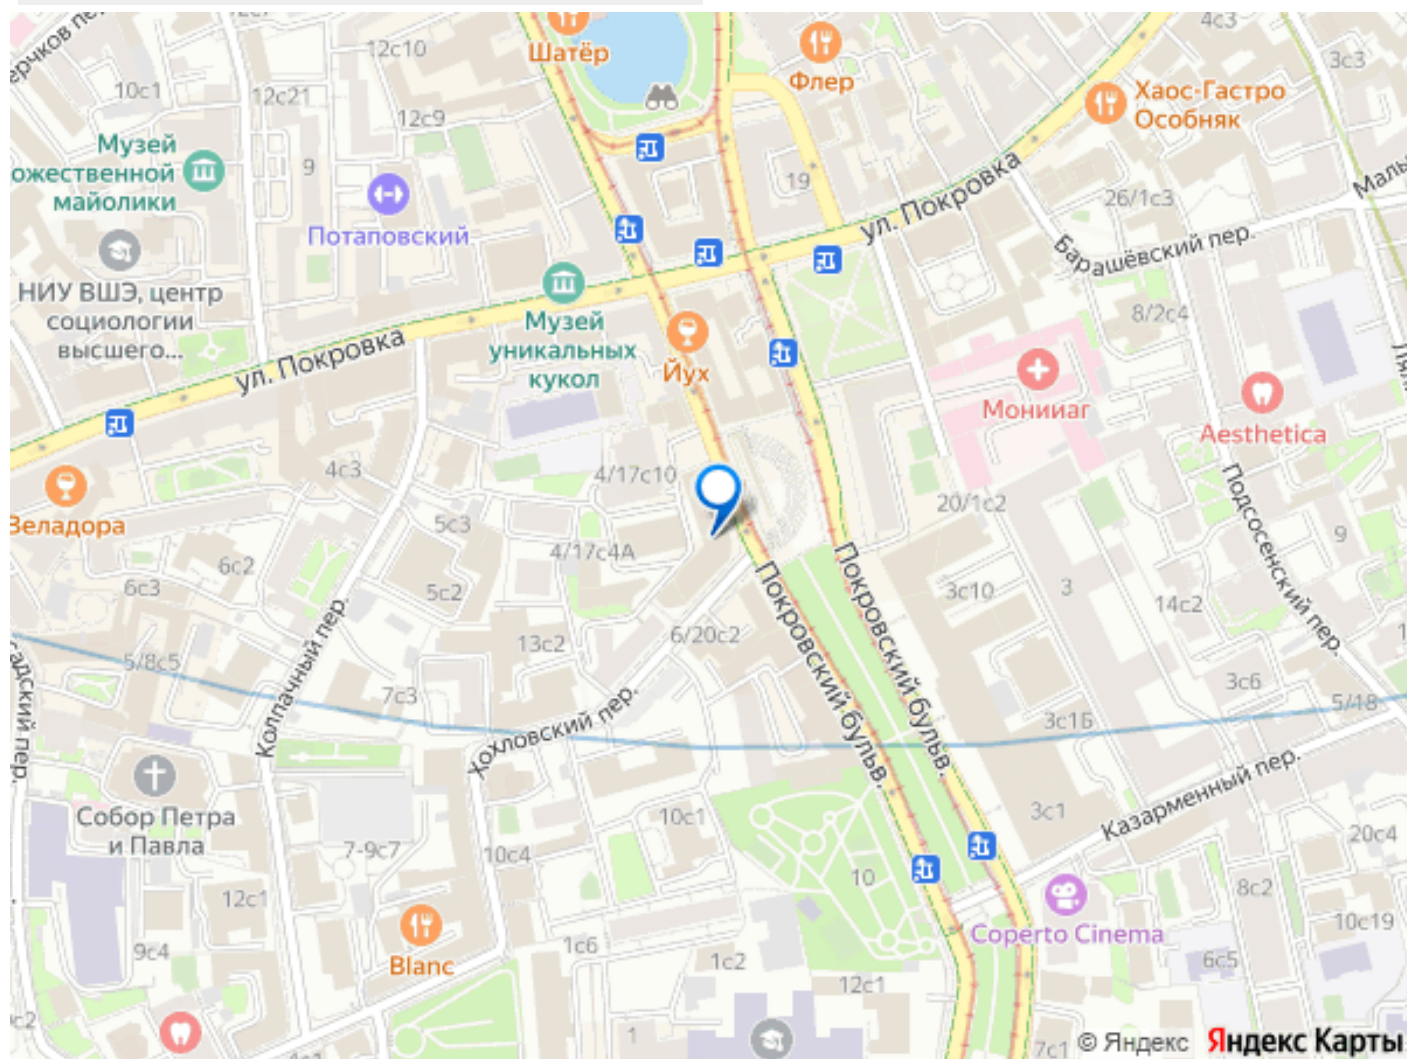 12с10
Шатёр
Флер
4с3
3с3
10с1
12с21
Хаос-Гастро
Особняк
12с9
Музей
ожественной
майолики
9
19
26/1с3
Потаповский
ул. Покровка
Барашёвский пер.
НИУ ВШЭ, центр
социологии
высшего...
Музей
уникальных
кукол
8/2с4
ул. Покровка
Йух
Мониинаг
Aesthetica
4с3
4/17с10
Веладора
5с3
20/1с2
9
4/17с4А
6с2
6с3
5с2
3с10
3
14с2
Подсосенский пер.
Покровский бульв.
Покровский бульв.
13с2
6/20с2
5/8с5
Колпачный пер.
7с3
Хохловский пер.
3с6
5/18
3с1Б
садский пер.
Собор Петра
и Павла
10с1
3с1
Казарменный пер.
20с4
7-9с7
10с4
10
8с2
12с1
10с19
Coperto Cinema
9с4
Blanc
1с6
1с2
6с5
12с1
1
7с1
© Яндекс Яндекс Карты